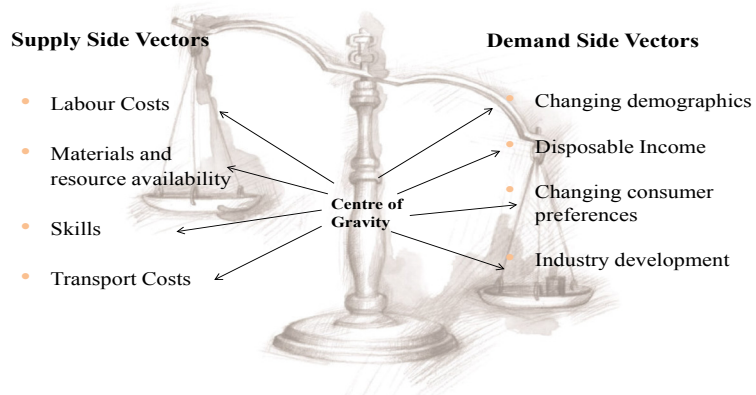 Supply Side Vectors
Labour Costs
Materials and
resource availability
Skills
Transport Costs
Centre of
Gravity
Demand Side Vectors
Changing demographics
Disposable Income
Changing consumer
preferences
Industry development